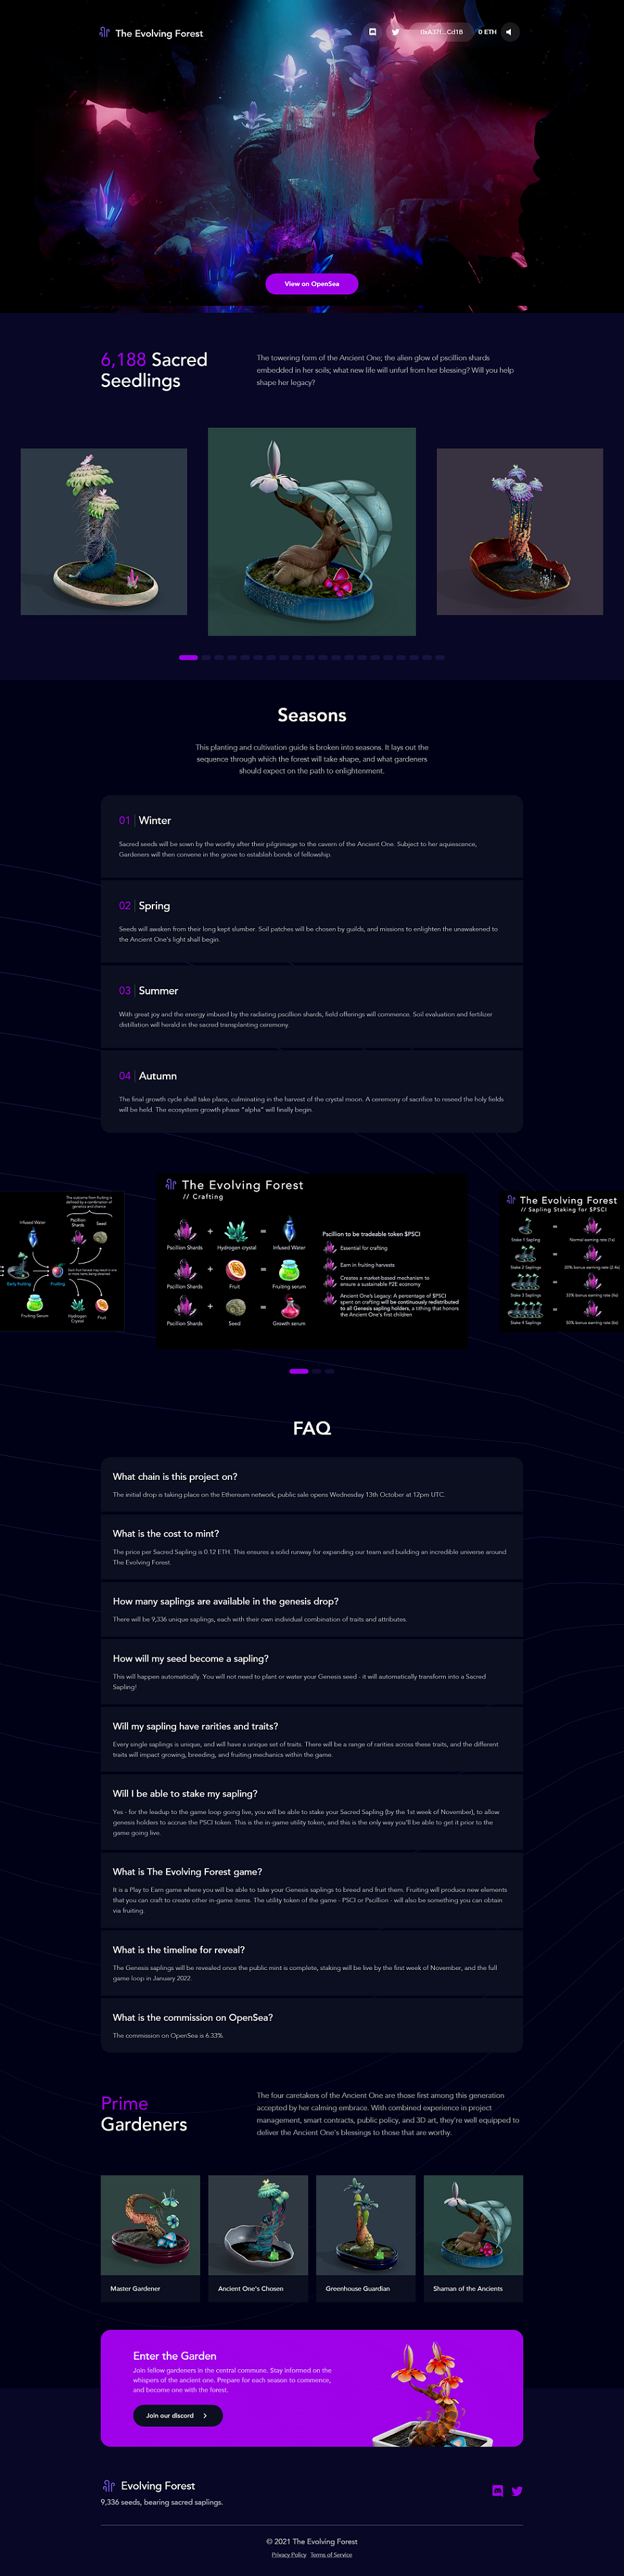 The Evolving Forest
0 ETH
View on OpenSea
6,188 Sacred
Seedlings
The towering form of the Ancient One; the alien glow of pscillion shards
embedded in her soils; what new life will unfurl from her blessing? Will you help
shape her legacy?
Seasons
This planting and cultivation guide is broken into seasons. It lays out the
sequence through which the forest will take shape, and what gardeners
should expect on the path to enlightenment.
01 | Winter
Sacred seeds will be sown by the worthy after their pilgrimage to the cavern of the Ancient One. Subject to her aquiescence,
Gardeners will then convene in the grove to establish bonds of fellowship.
02 | Spring
Seeds will awaken from their long kept slumber. Soil patches will be chosen by guilds, and missions to enlighten the unawakened to
the Ancient One's light shall begin.
03 | Summer
With great joy and the energy imbued by the radiating pscillion shards, field offerings will commence. Soil evaluation and fertilizer
distillation will herald in the sacred transplanting ceremony.
04 | Autumn
The final growth cycle shall take place, culminating in the harvest of the crystal moon. A ceremony of sacrifice to reseed the holy fields
will be held. The ecosystem growth phase "alpha" will finally begin.
The outcome from fruiting is
defined by a combination of
genetics and chance
Pscillion
Shards
Seed
Infused Water
Early Fruiting
Fruiting
Each fruit harvest may result in one
or more items being obtained
Fruiting Serum
Hydrogen
Crystal
Fruit
The Evolving Forest
// Crafting
Pscillion Shards + Hydrogen crystal = Infused Water
Pscillion Shards + Fruit = Fruiting serum
Pscillion Shards + Seed = Growth serum
Pscillion to be tradeable token $PSCI
Essential for crafting
Earn in fruiting harvests
Creates a market-based mechanism to
ensure a sustainable P2E economy
Ancient One's Legacy: A percentage of $PSCI
spent on crafting will be continuously redistributed
to all Genesis sapling holders, a tithing that honors
the Ancient One's first children
The Evolving Forest
// Sapling Staking for $PSCI
Stake 1 Sapling = Normal earning rate (1x)
Stake 2 Saplings = 20% bonus earning rate (2.4x)
Stake 3 Saplings = 33% bonus earning rate (4x)
Stake 4 Saplings = 50% bonus earning rate (6x)
FAQ
What chain is this project on?
The initial drop is taking place on the Ethereum network, public sale opens Wednesday 13th October at 12pm UTC.
What is the cost to mint?
The price per Sacred Sapling is 0.12 ETH. This ensures a solid runway for expanding our team and building an incredible universe around
The Evolving Forest.
How many saplings are available in the genesis drop?
There will be 9,336 unique saplings, each with their own individual combination of traits and attributes.
How will my seed become a sapling?
This will happen automatically. You will not need to plant or water your Genesis seed - it will automatically transform into a Sacred
Sapling!
Will my sapling have rarities and traits?
Every single saplings is unique, and will have a unique set of traits. There will be a range of rarities across these traits, and the different
traits will impact growing, breeding, and fruiting mechanics within the game.
Will I be able to stake my sapling?
Yes - for the leadup to the game loop going live, you will be able to stake your Sacred Sapling (by the 1st week of November), to allow
genesis holders to accrue the PSCI token. This is the in-game utility token, and this is the only way you'll be able to get it prior to the
game going live.
What is The Evolving Forest game?
It is a Play to Earn game where you will be able to take your Genesis saplings to breed and fruit them. Fruiting will produce new elements
that you can craft to create other in-game items. The utility token of the game - PSCI or Pscillion - will also be something you can obtain
via fruiting.
What is the timeline for reveal?
The Genesis saplings will be revealed once the public mint is complete, staking will be live by the first week of November, and the full
game loop in January 2022.
What is the commission on OpenSea?
The commission on OpenSea is 6.33%.
Prime
Gardeners
The four caretakers of the Ancient One are those first among this generation
accepted by her calming embrace. With combined experience in project
management, smart contracts, public policy, and 3D art, they're well equipped to
deliver the Ancient One's blessings to those that are worthy.
Master Gardener
Ancient One's Chosen
Greenhouse Guardian
Shaman of the Ancients
Enter the Garden
Join fellow gardeners in the central commune. Stay informed on the
whispers of the ancient one. Prepare for each season to commence,
and become one with the forest.
Join our discord
Evolving Forest
9,336 seeds, bearing sacred saplings.
© 2021 The Evolving Forest
Privacy Policy Terms of Service